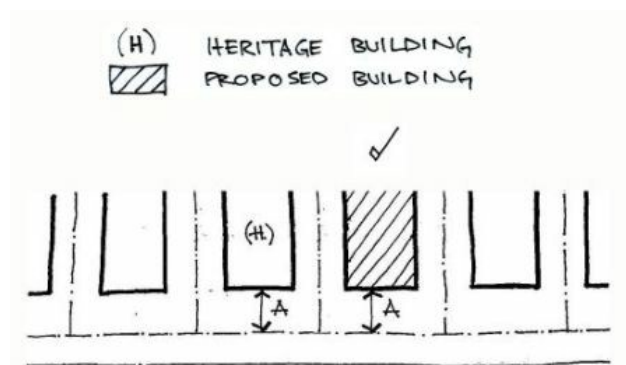 (H) HERITAGE BUILDING
PROPOSED BUILDING
(H)
A A